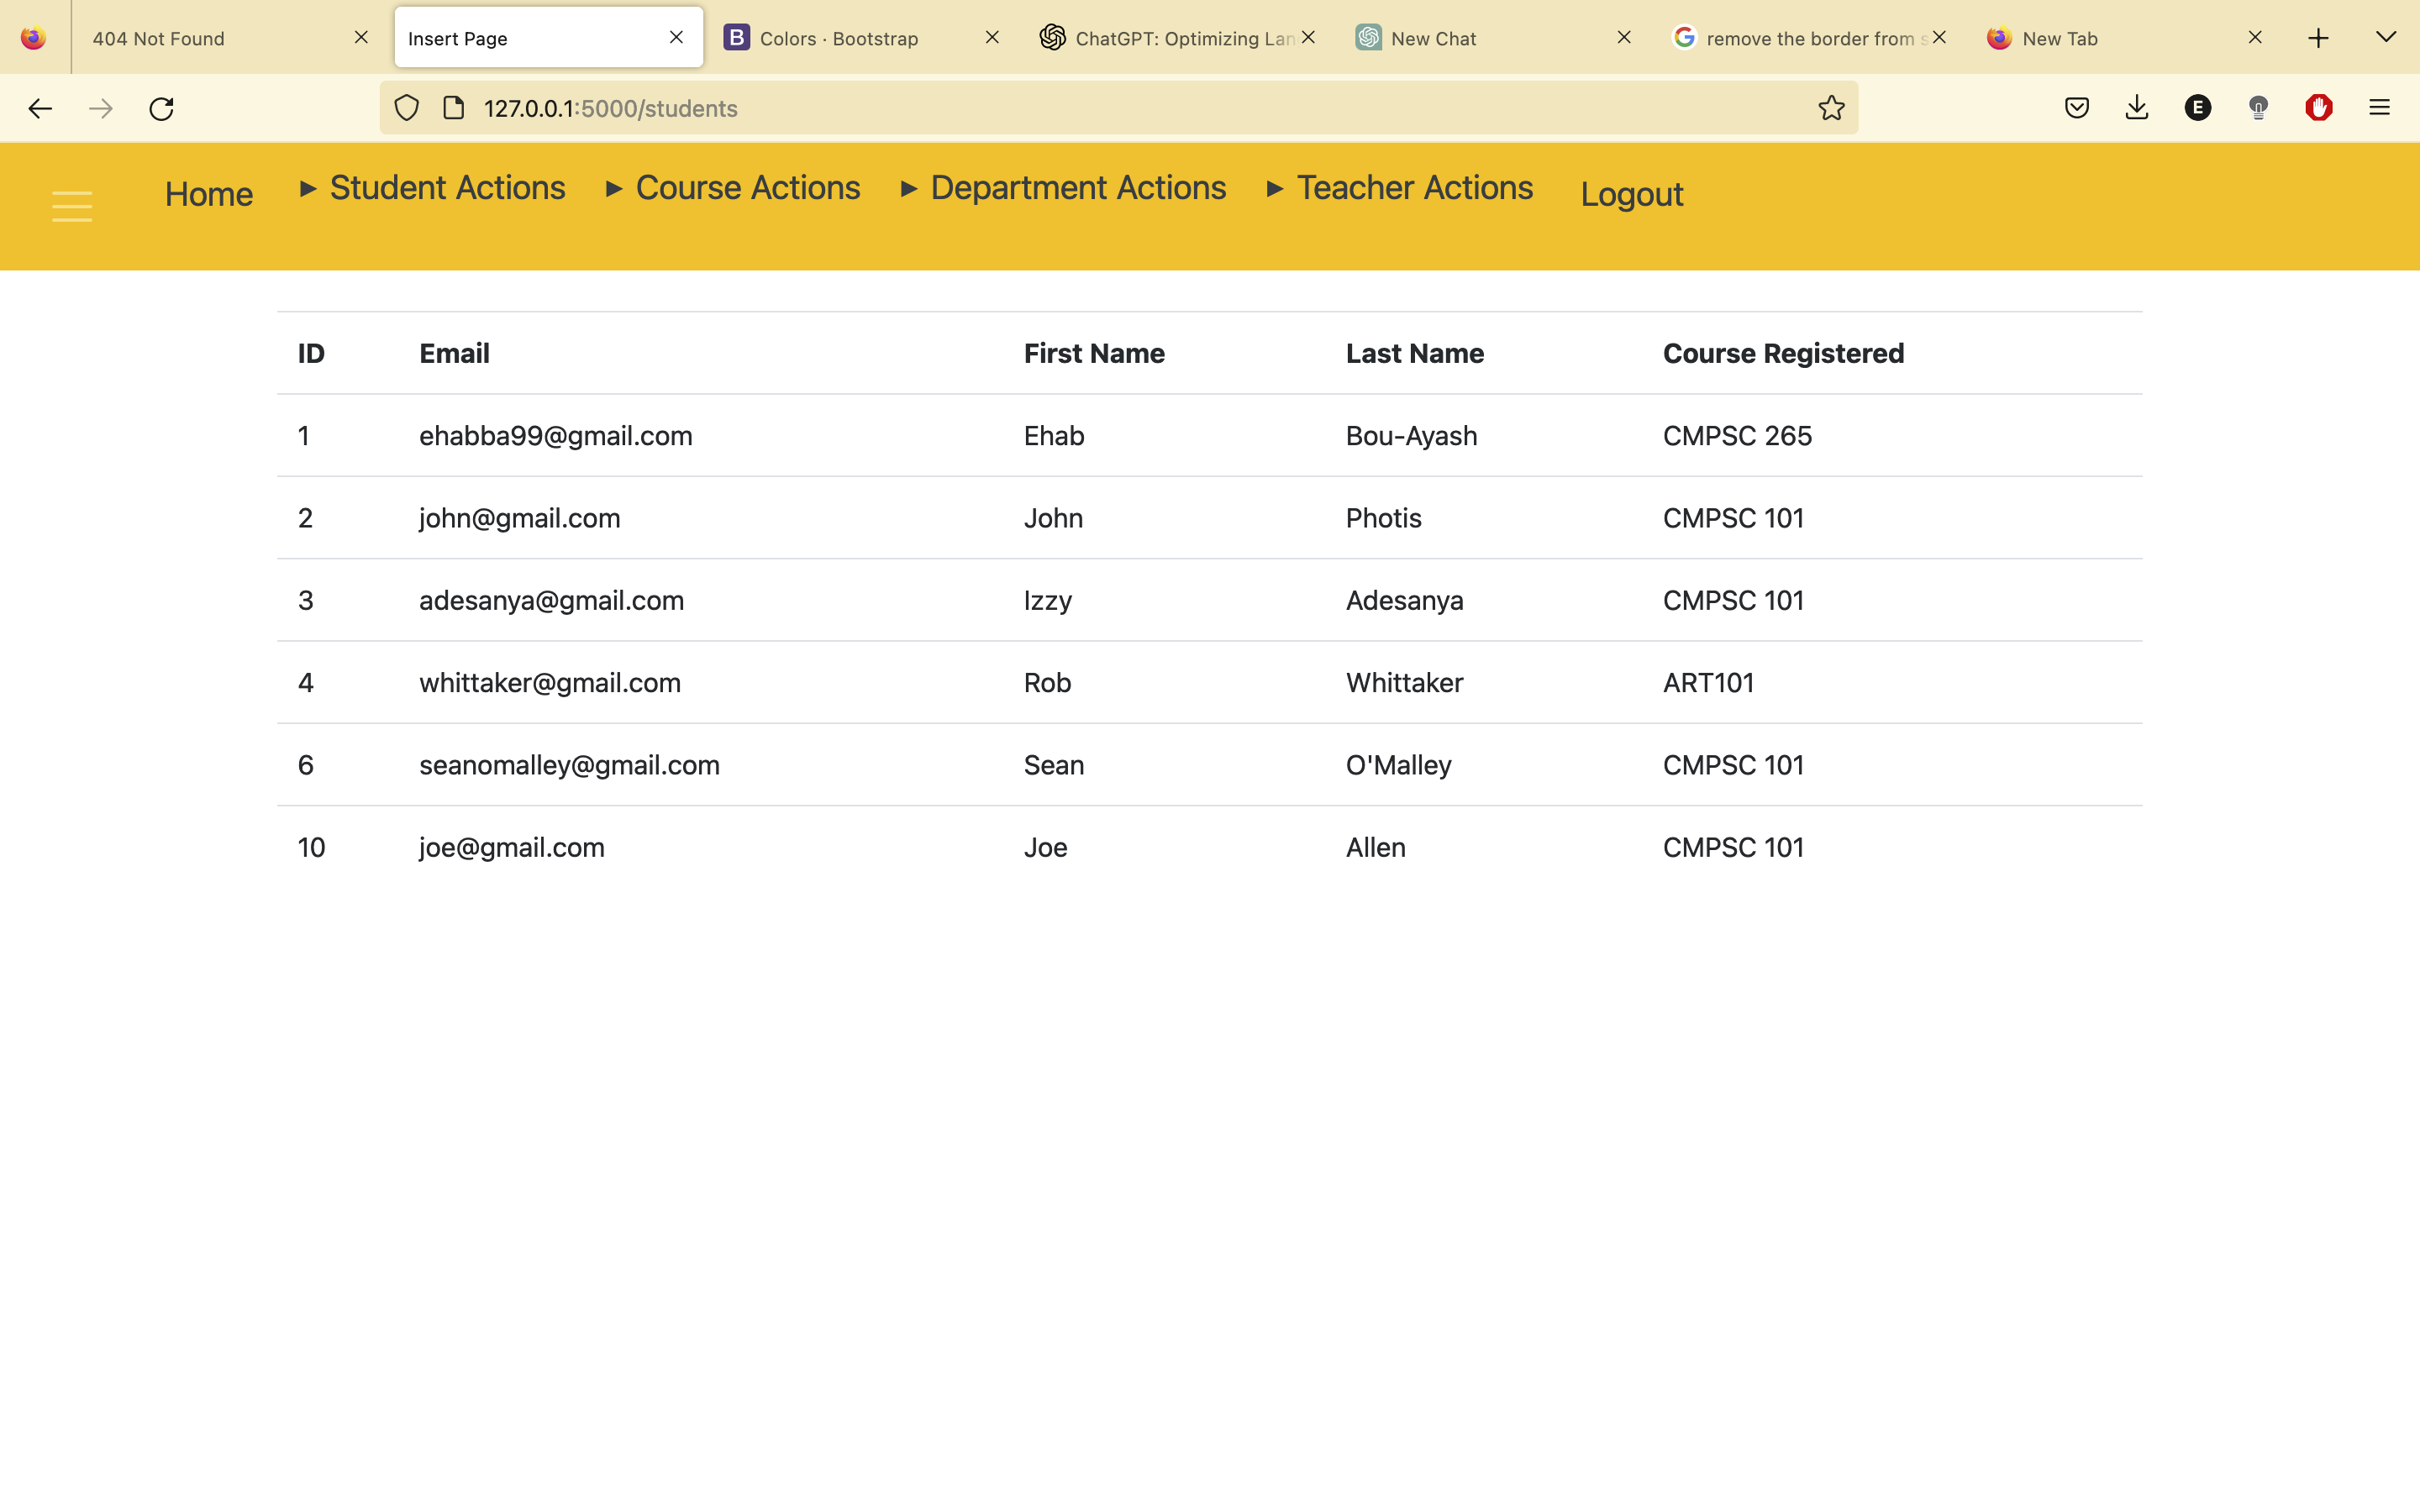 404 Not Found
Insert Page
B Colors · Bootstrap
ChatGPT: Optimizing Lan
New Chat
G remove the border from s
New Tab
127.0.0.1:5000/students
E
Home ▶ Student Actions ▶ Course Actions ▶ Department Actions ▶ Teacher Actions Logout
ID Email First Name Last Name Course Registered
1 ehabba99@gmail.com Ehab Bou-Ayash CMPSC 265
2 john@gmail.com John Photis CMPSC 101
3 adesanya@gmail.com Izzy Adesanya CMPSC 101
4 whittaker@gmail.com Rob Whittaker ART101
6 seanomalley@gmail.com Sean O'Malley CMPSC 101
10 joe@gmail.com Joe Allen CMPSC 101